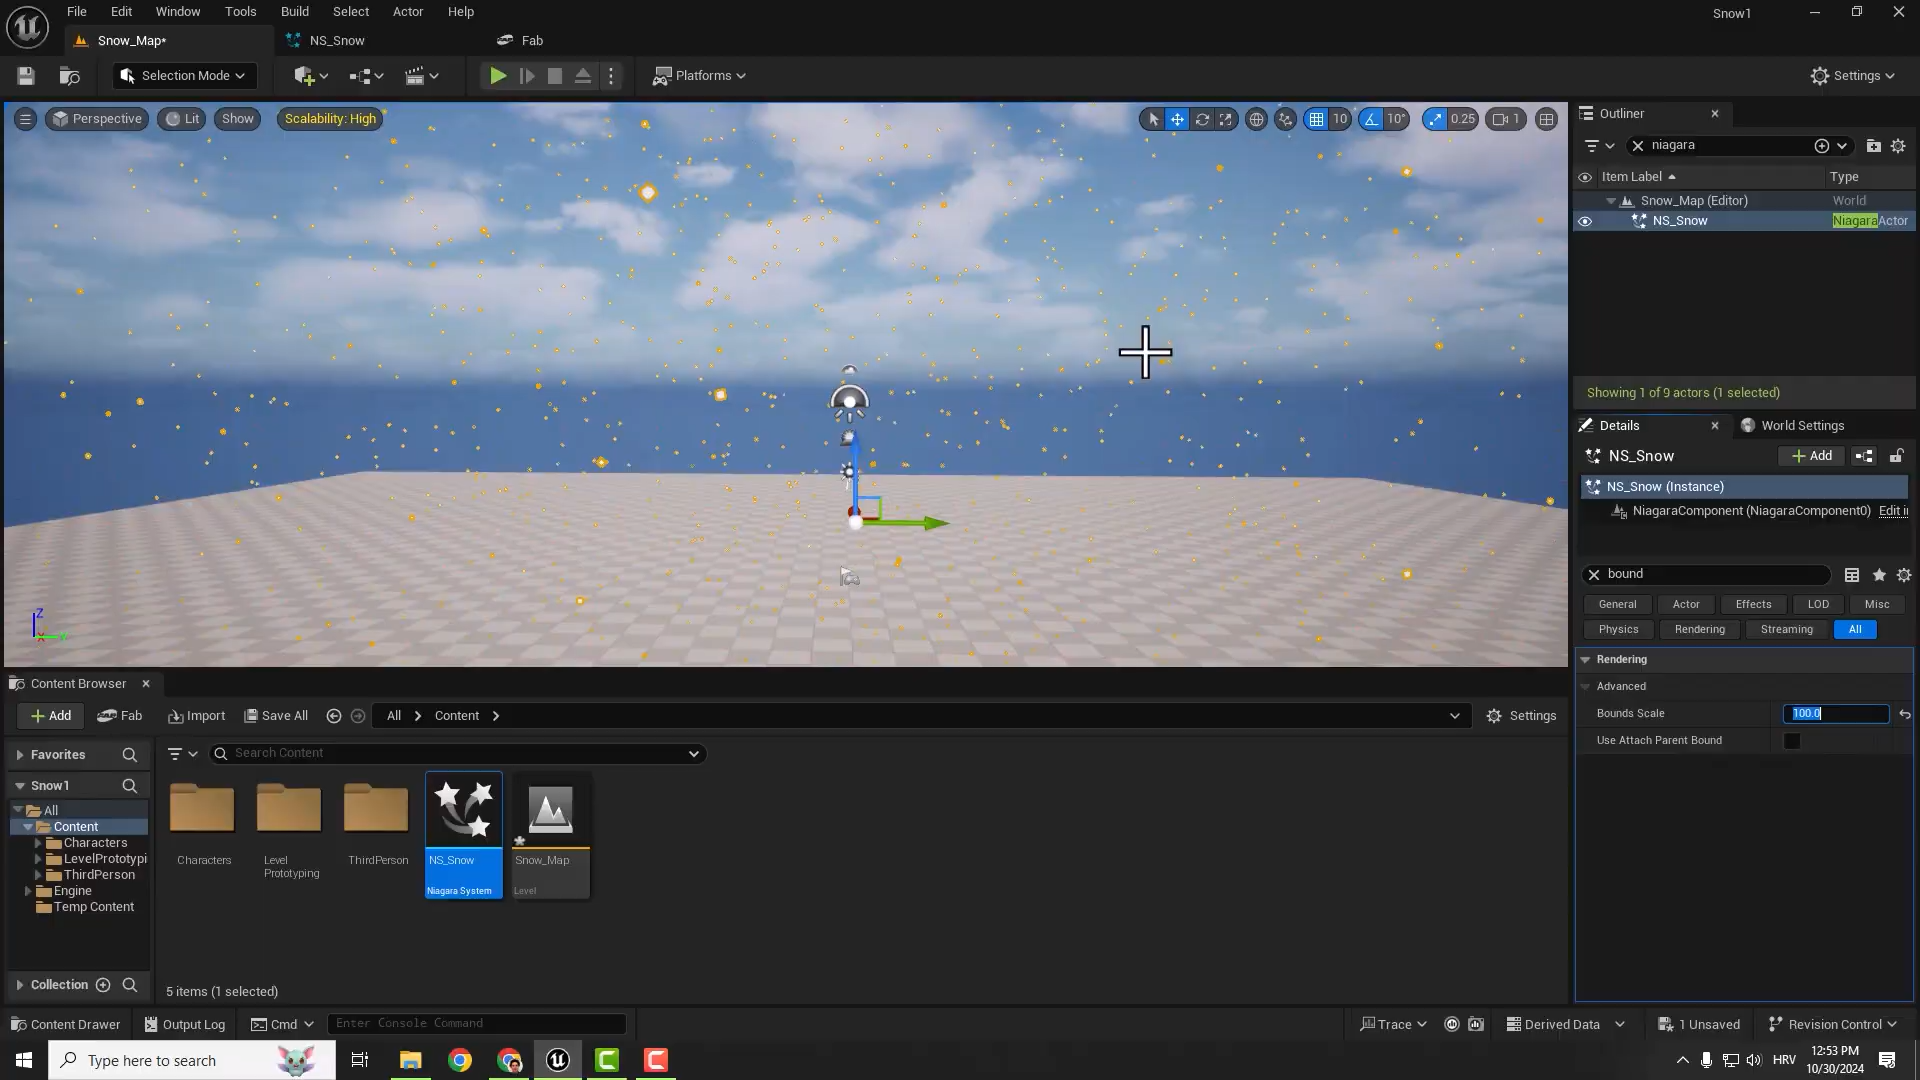 File Edit Window Tools Build Select Actor Help
Snow1
Snow_Map*
NS_Snow
Fab
Selection Mode
Platforms
Settings
Perspective
Lit
Show
Scalability: High
10
10°
0.25
1
Outliner
niagara
Item Label
Type
Snow_Map (Editor)
World
NS_Snow
NiagaraActor
Showing 1 of 9 actors (1 selected)
Details
World Settings
NS_Snow
+ Add
NS_Snow (Instance)
NiagaraComponent (NiagaraComponent0)
Edit i
bound
General
Actor
Effects
LOD
Misc
Physics
Rendering
Streaming
All
Rendering
Advanced
Bounds Scale
100.0
Use Attach Parent Bound
Z
X
Y
Content Browser
+ Add
Fab
Import
Save All
All
Content
Settings
Favorites
Search Content
Snow1
All
Content
Characters
LevelPrototypi
ThirdPerson
Engine
Temp Content
Characters
Level
Prototyping
ThirdPerson
NS_Snow
Niagara System
Snow_Map
Level
Collection
5 items (1 selected)
Content Drawer
Output Log
Cmd
Enter Console Command
Trace
Derived Data
1 Unsaved
Revision Control
Type here to search
HRV
12:53 PM
10/30/2024